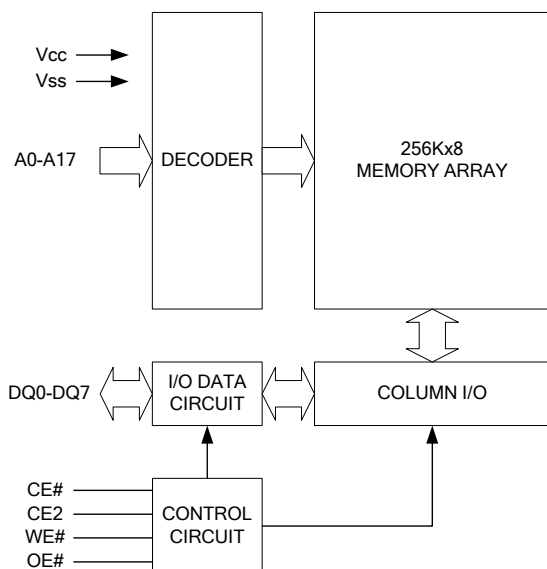 Vcc
Vss
A0-A17
DECODER
256Kx8
MEMORY ARRAY
DQ0-DQ7
I/O DATA
CIRCUIT
COLUMN I/O
CE#
CE2
WE#
OE#
CONTROL
CIRCUIT